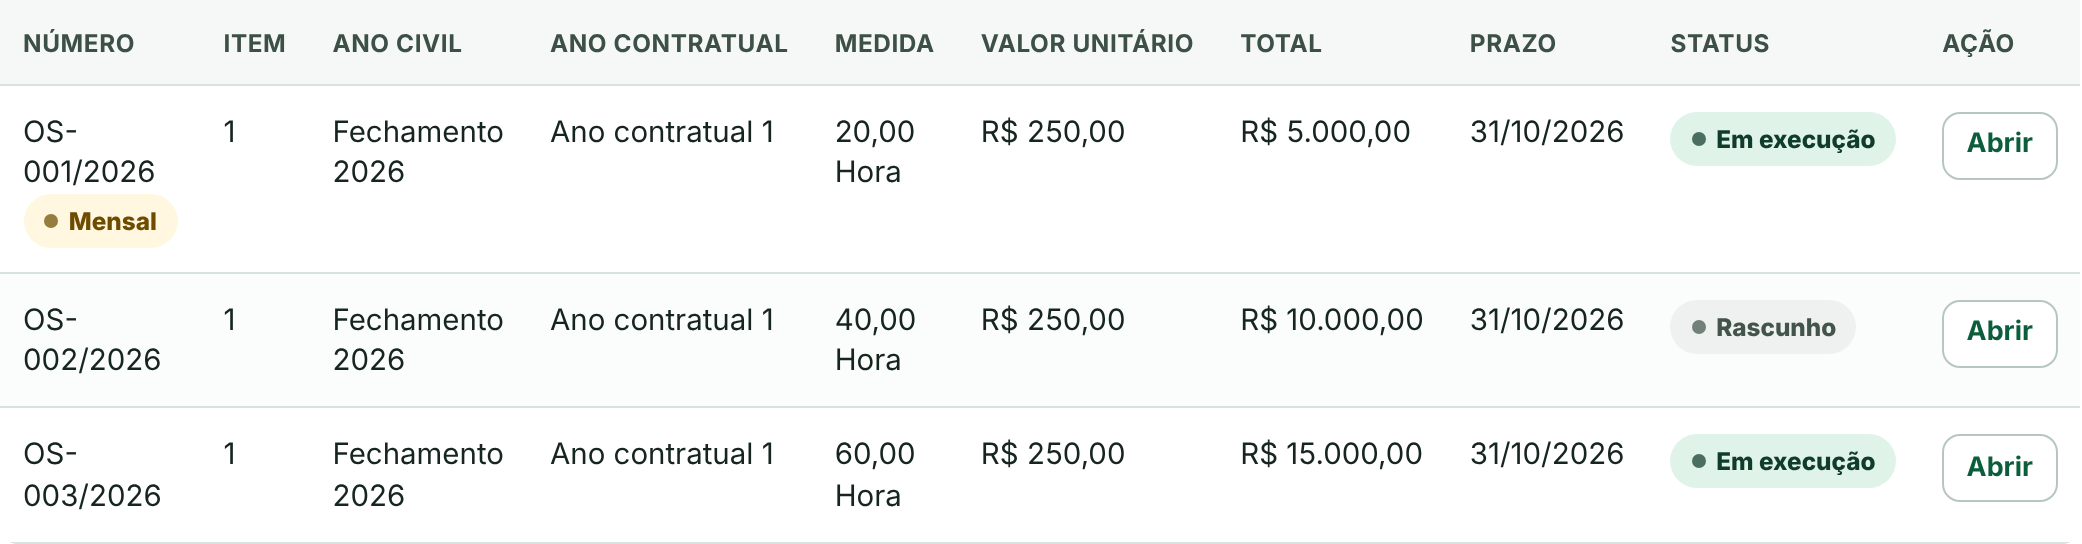 NÚMERO ITEM ANO CIVIL ANO CONTRATUAL MEDIDA VALOR UNITÁRIO TOTAL PRAZO STATUS AÇÃO
OS- 1 Fechamento Ano contratual 1 20,00 R$ 250,00 R$ 5.000,00 31/10/2026 Em execução Abrir
001/2026 2026 Hora
Mensal
OS- 1 Fechamento Ano contratual 1 40,00 R$ 250,00 R$ 10.000,00 31/10/2026 Rascunho Abrir
002/2026 2026 Hora
OS- 1 Fechamento Ano contratual 1 60,00 R$ 250,00 R$ 15.000,00 31/10/2026 Em execução Abrir
003/2026 2026 Hora